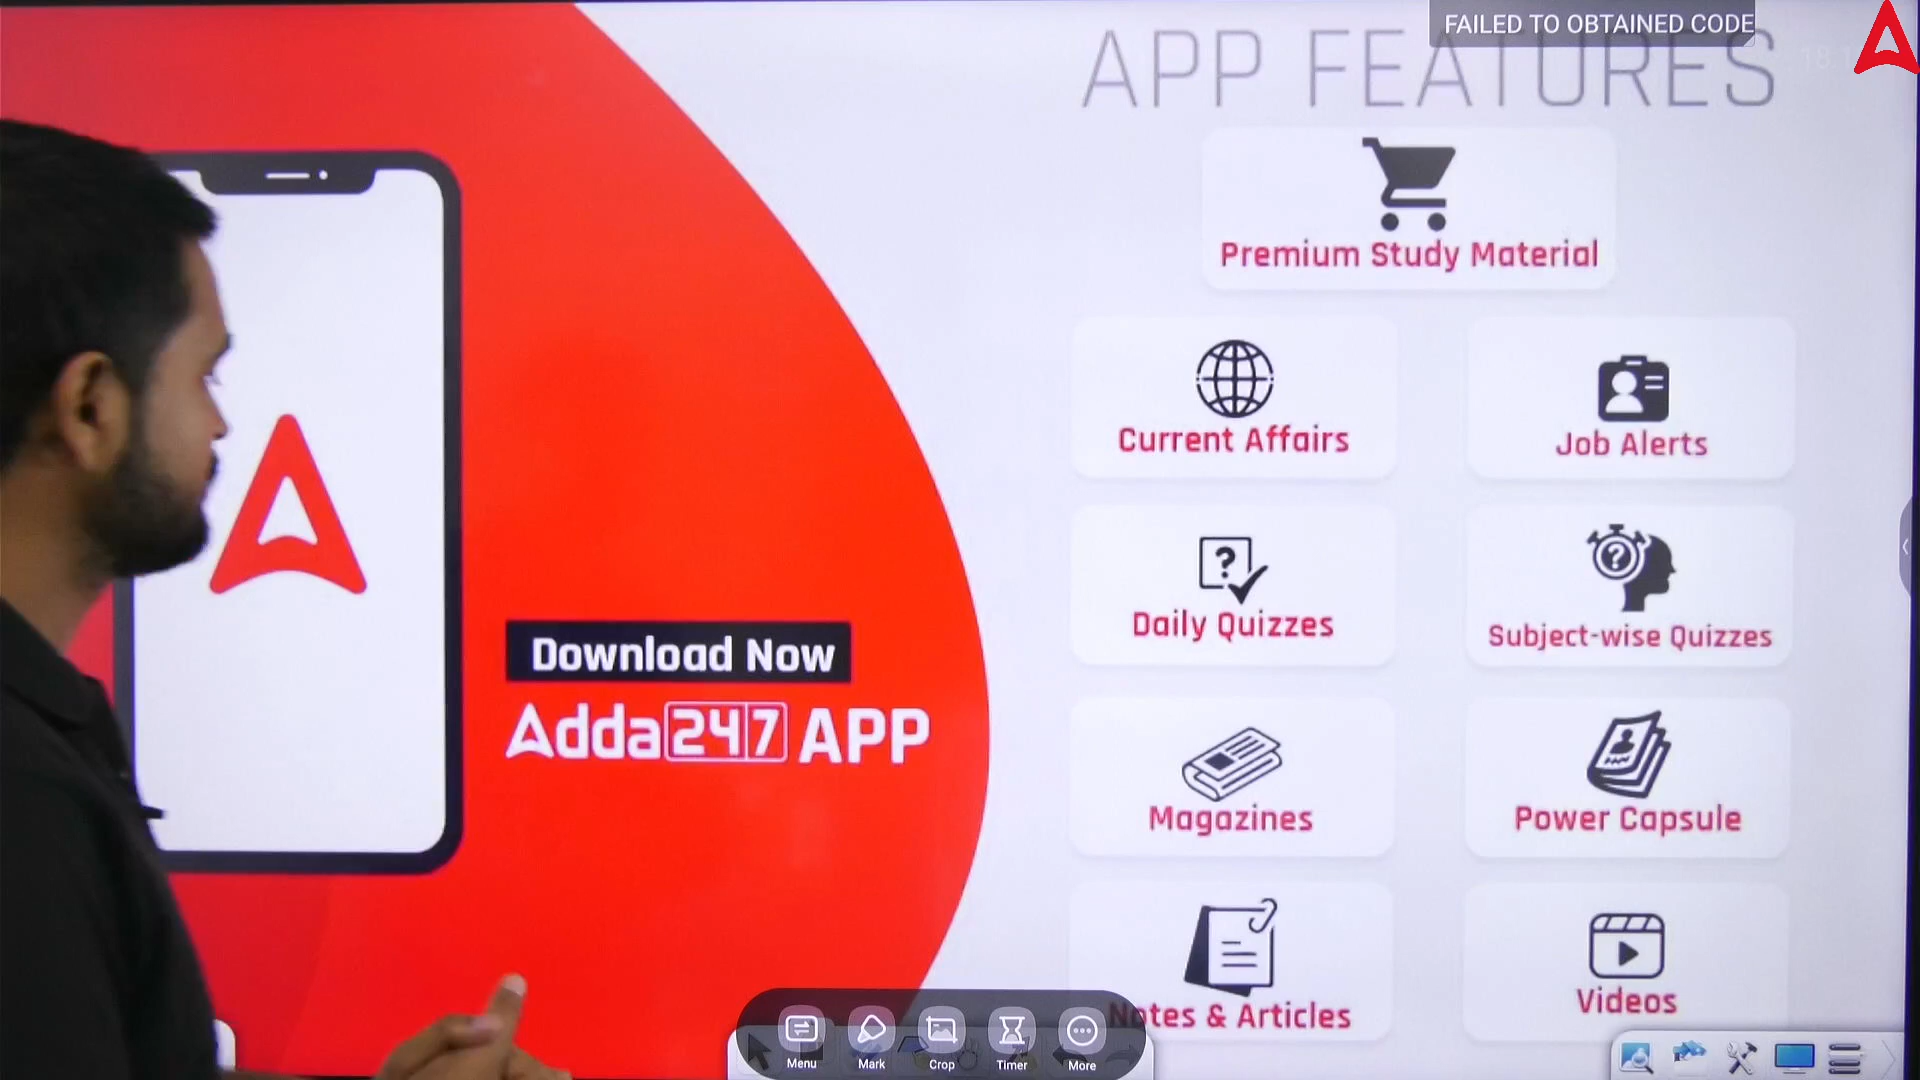 FAILED TO OBTAINED CODE
APP FEATURES
Premium Study Material
Current Affairs
Job Alerts
Daily Quizzes
Subject-wise Quizzes
Download Now
Adda247 APP
Magazines
Power Capsule
Notes & Articles
Videos
Menu
Mark
Crop
Timer
More